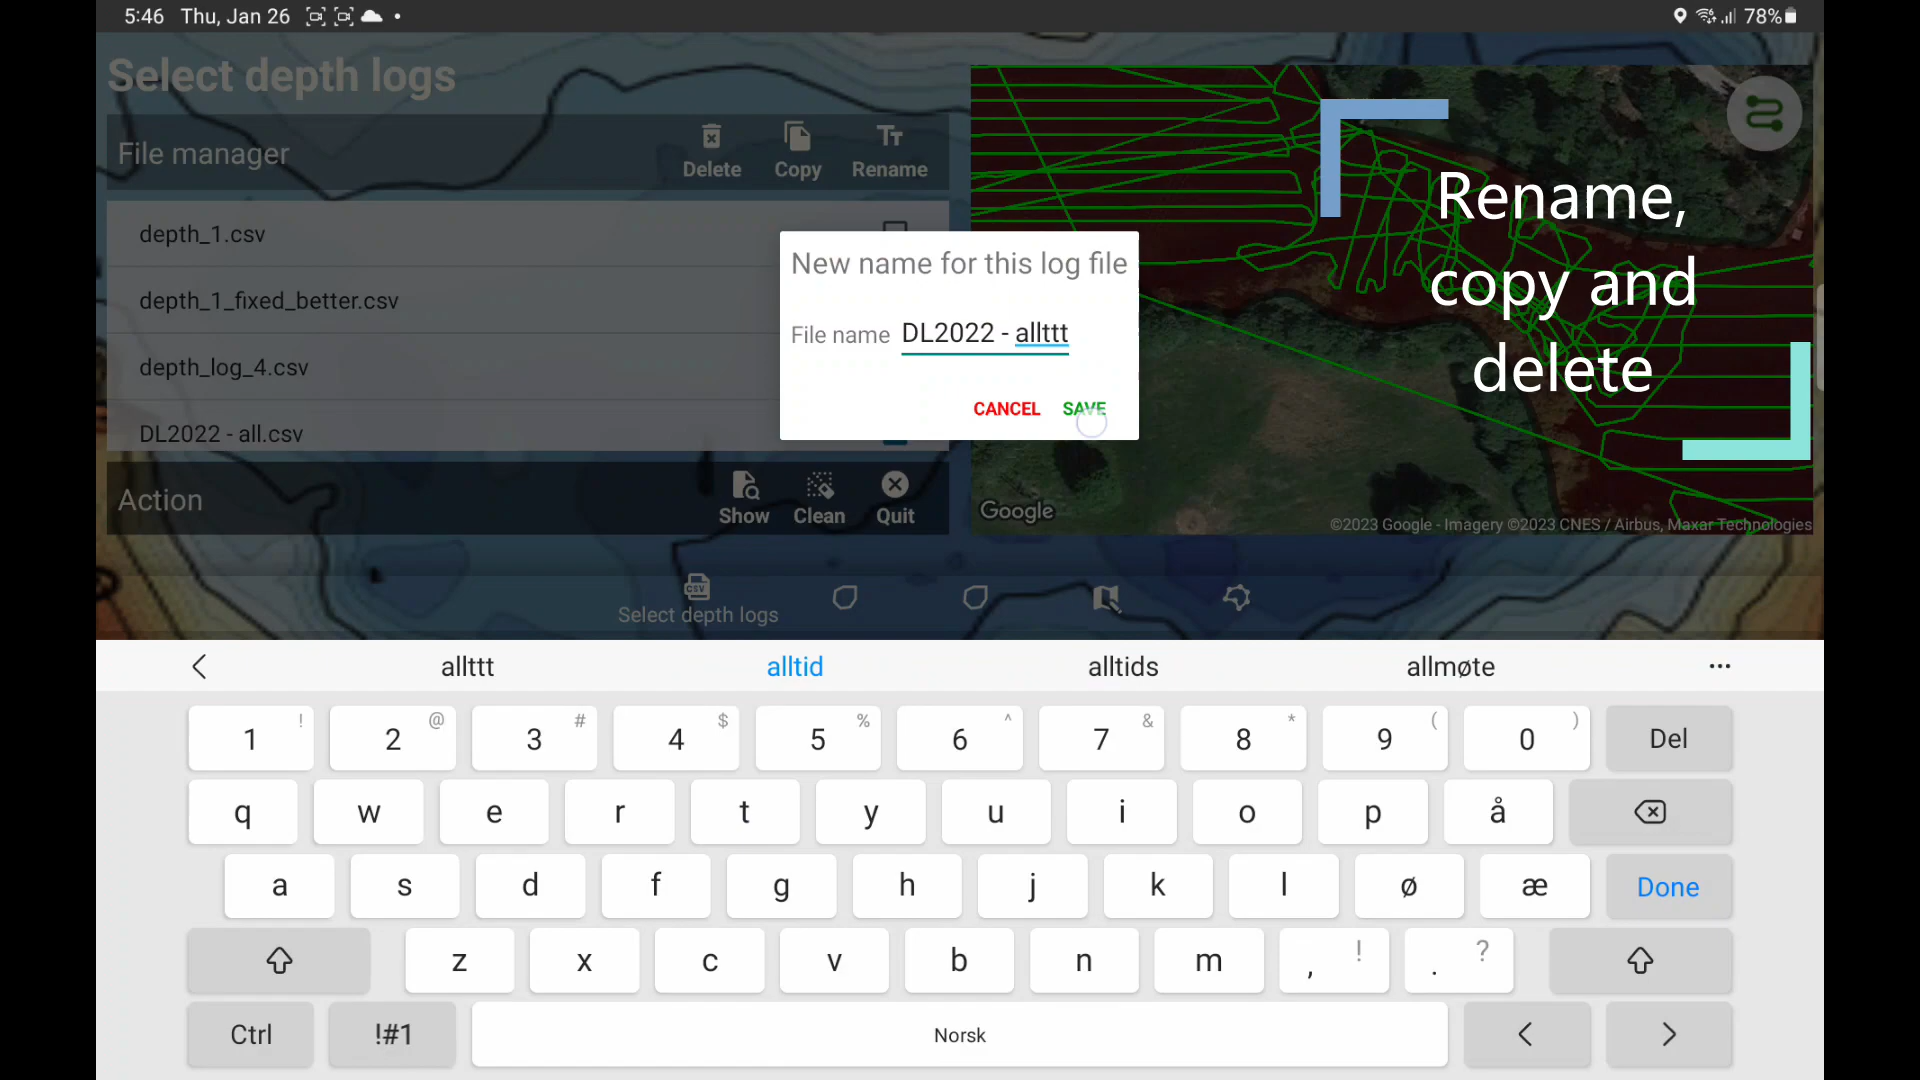 5:46 Thu, Jan 26
78%
Select depth logs
File manager
Delete
Copy
Rename
depth_1.csv
depth_1_fixed_better.csv
depth_log_4.csv
DL2022 - all.csv
Action
Show
Clean
Quit
New name for this log file
File name DL2022 - allttt
CANCEL SAVE
Rename,
copy and
delete
Google
©2023 Google - Imagery ©2023 CNES / Airbus, Maxar Technologies
CSV
Select depth logs
allttt alltid alltids allmøte ...
1 ! 2 @ 3 # 4 $ 5 % 6 ^ 7 & 8 * 9 ( 0 ) Del
q w e r t y u i o p å
a s d f g h j k l ø æ Done
z x c v b n m , ! . ?
Ctrl !#1 Norsk < >